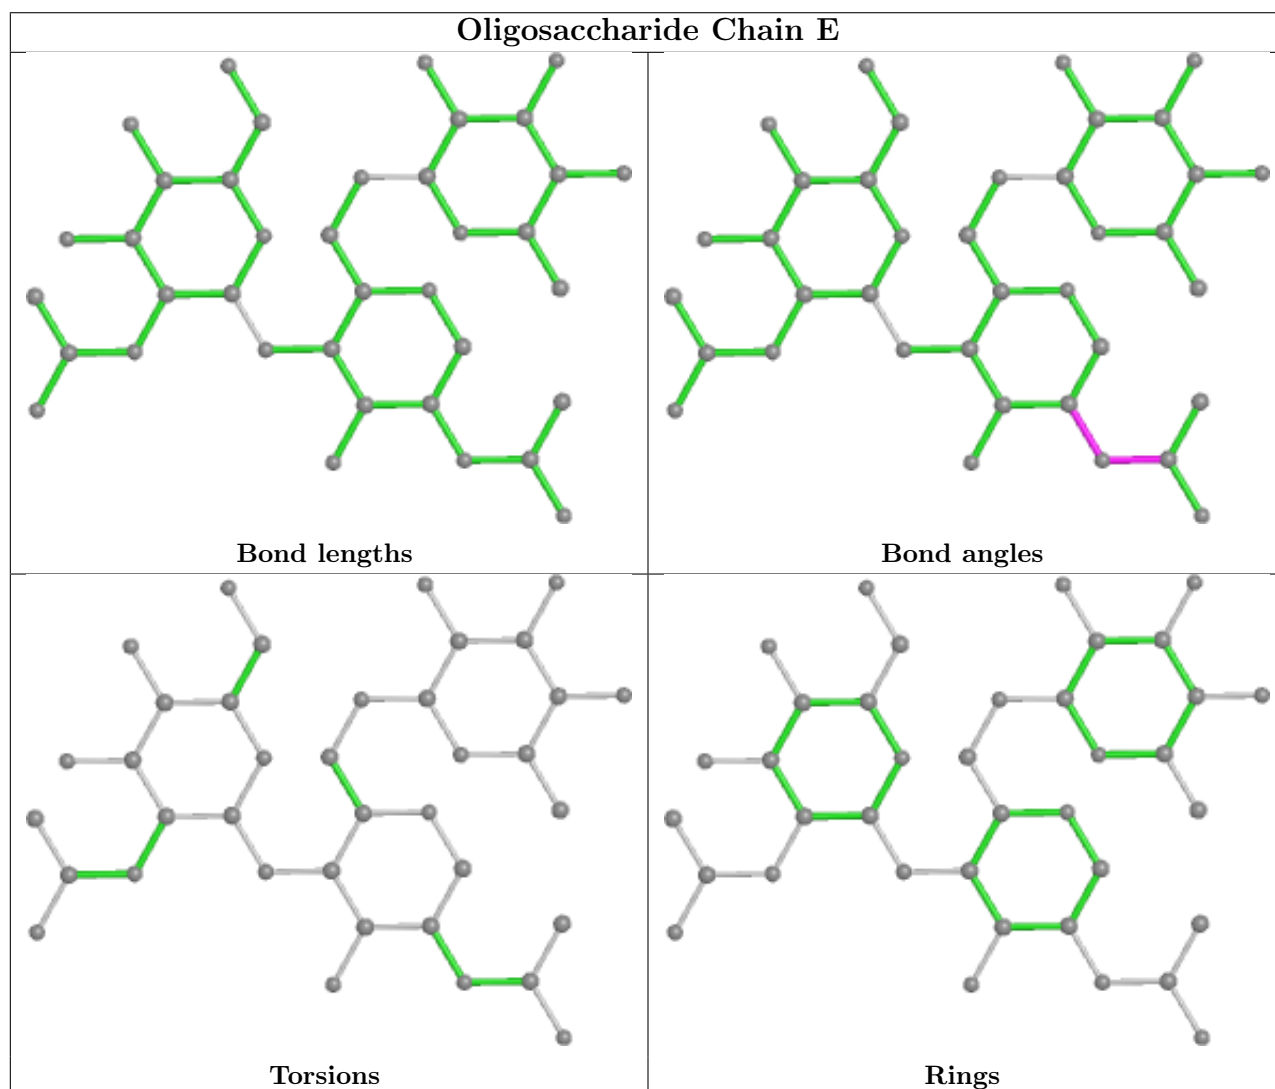 Oligosaccharide Chain E
Bond lengths
Bond angles
Torsions
Rings